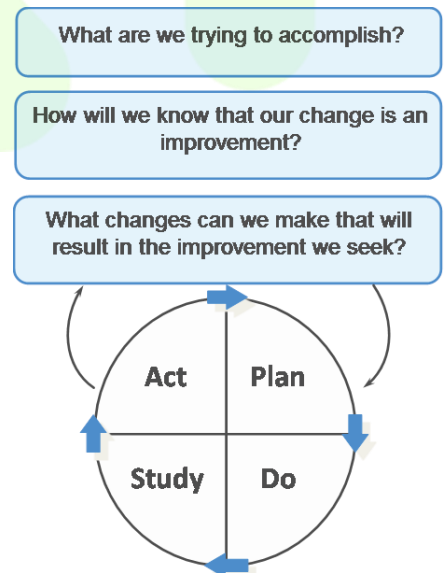 What are we trying to accomplish?
How will we know that our change is an
improvement?
What changes can we make that will
result in the improvement we seek?
Act
Plan
Study
Do